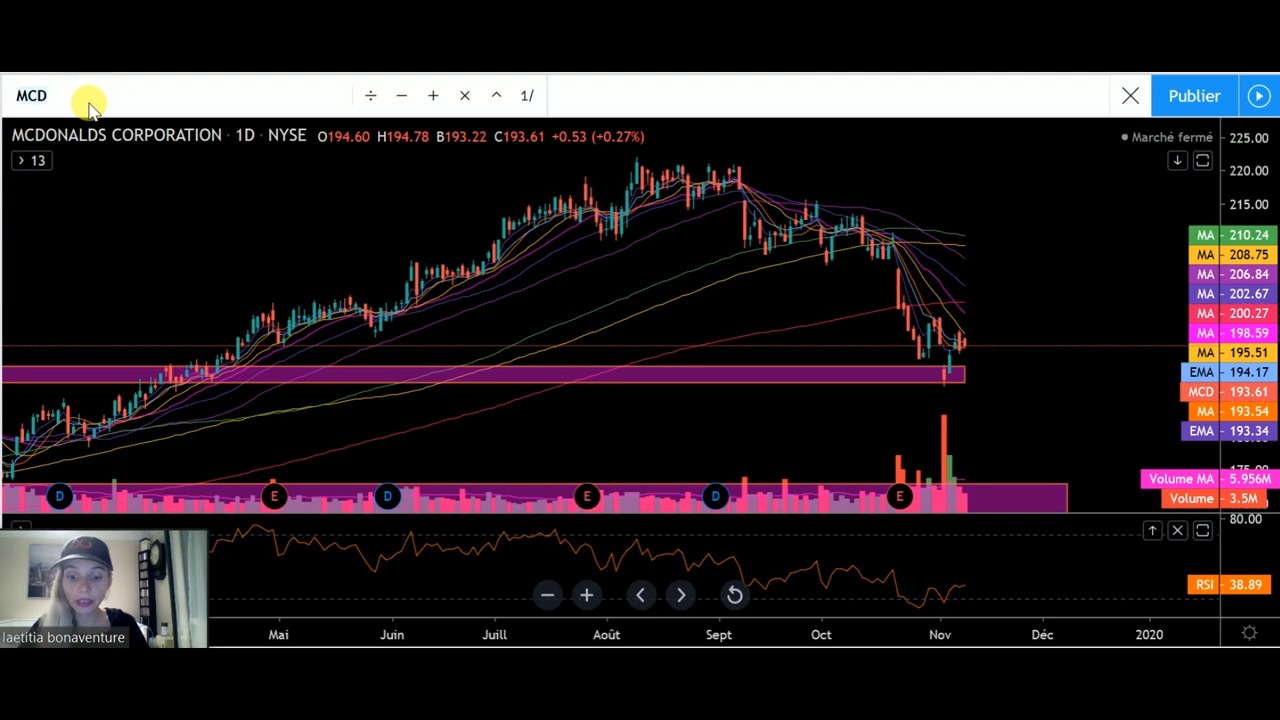 MCD ÷ − + × ^ 1/ Publier
MCDONALDS CORPORATION · 1D · NYSE O194.60 H194.78 B193.22 C193.61 +0.53 (+0.27%)
Marché fermé
225.00
> 13
220.00
215.00
MA 210.24
MA 208.75
MA 206.84
MA 202.67
MA 200.27
MA 198.59
MA 195.51
EMA 194.17
MCD 193.61
MA 193.54
EMA 193.34
175.00
Volume MA 5.956M
Volume 3.5M
D E D E D E
80.00
RSI 38.89
laetitia bonaventure
Mai Juin Juill Août Sept Oct Nov Déc 2020